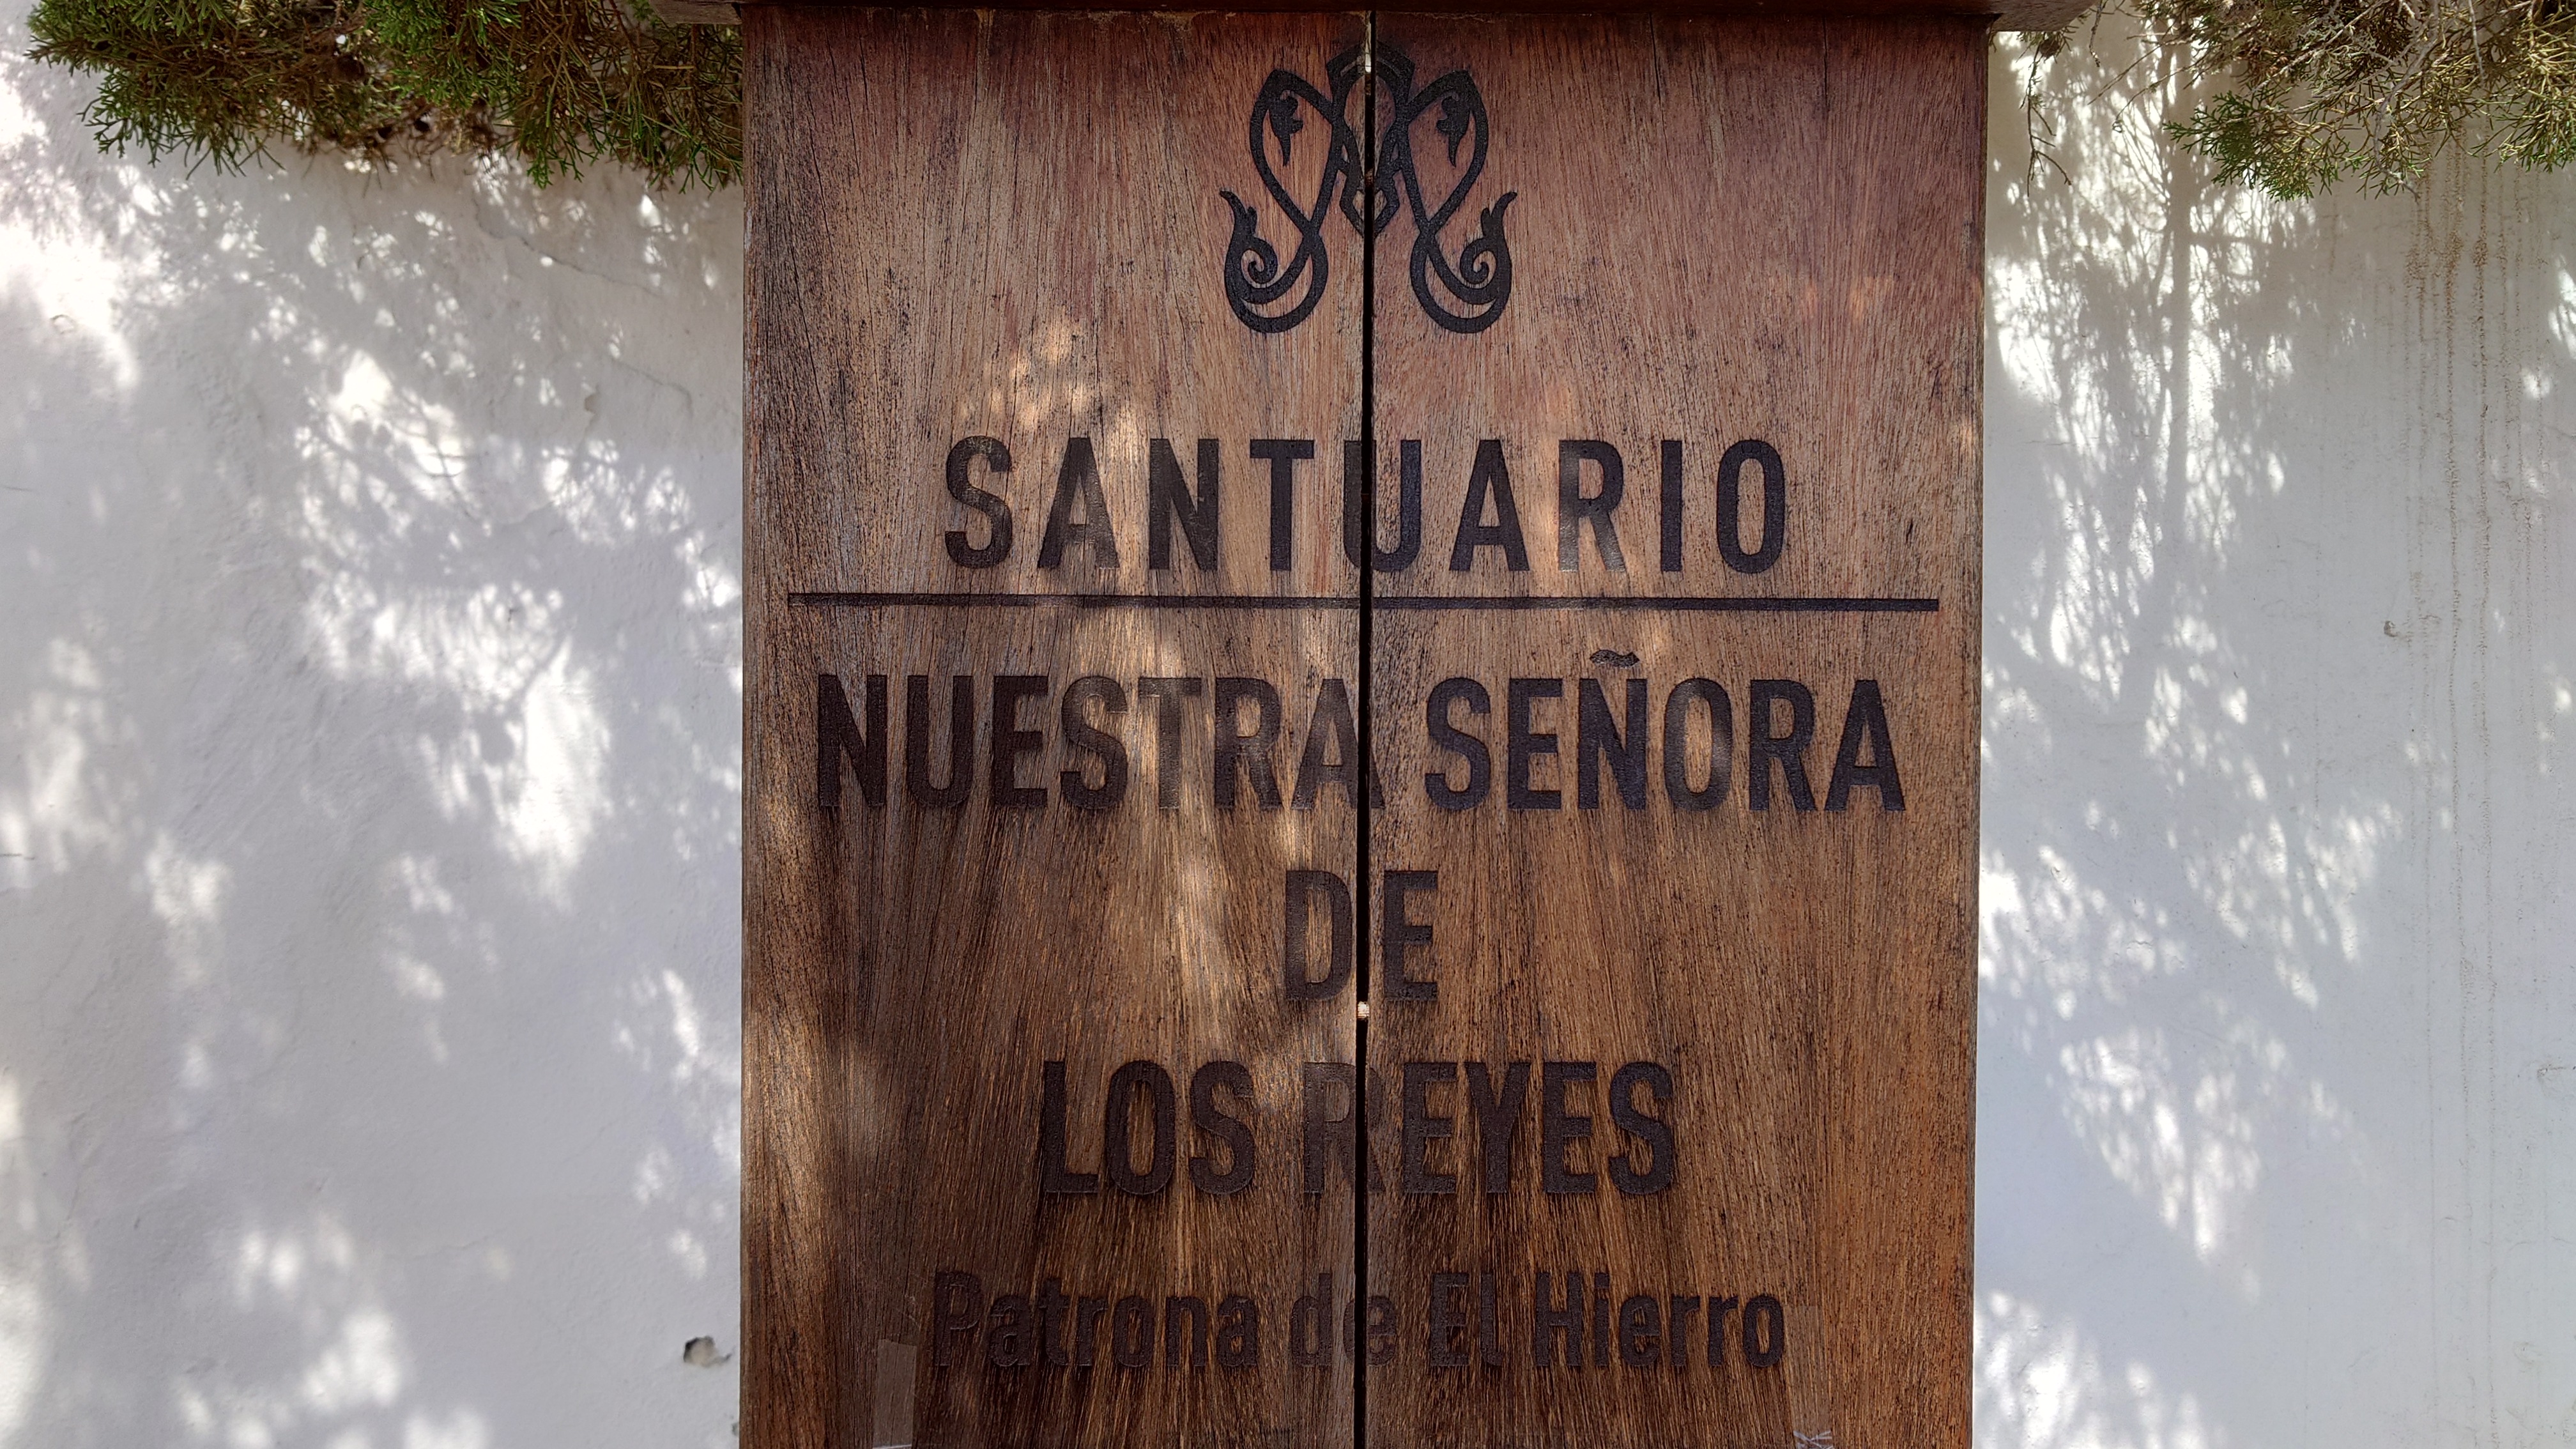 SANTUARIO
NUESTRA SEÑORA
DE
LOS REYES
Patrona de El Hierro